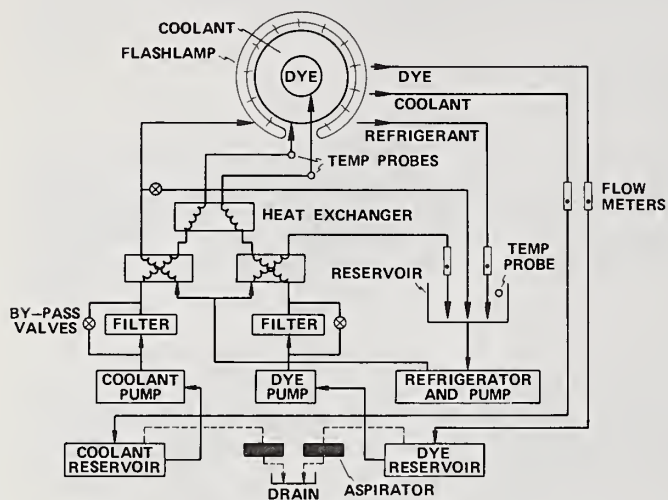 COOLANT
FLASHLAMP
DYE
DYE
COOLANT
REFRIGERANT
TEMP PROBES
FLOW
METERS
HEAT EXCHANGER
TEMP
PROBE
RESERVOIR
BY-PASS
VALVES
FILTER
FILTER
COOLANT
PUMP
DYE
PUMP
REFRIGERATOR
AND PUMP
COOLANT
RESERVOIR
DYE
RESERVOIR
DRAIN
ASPIRATOR